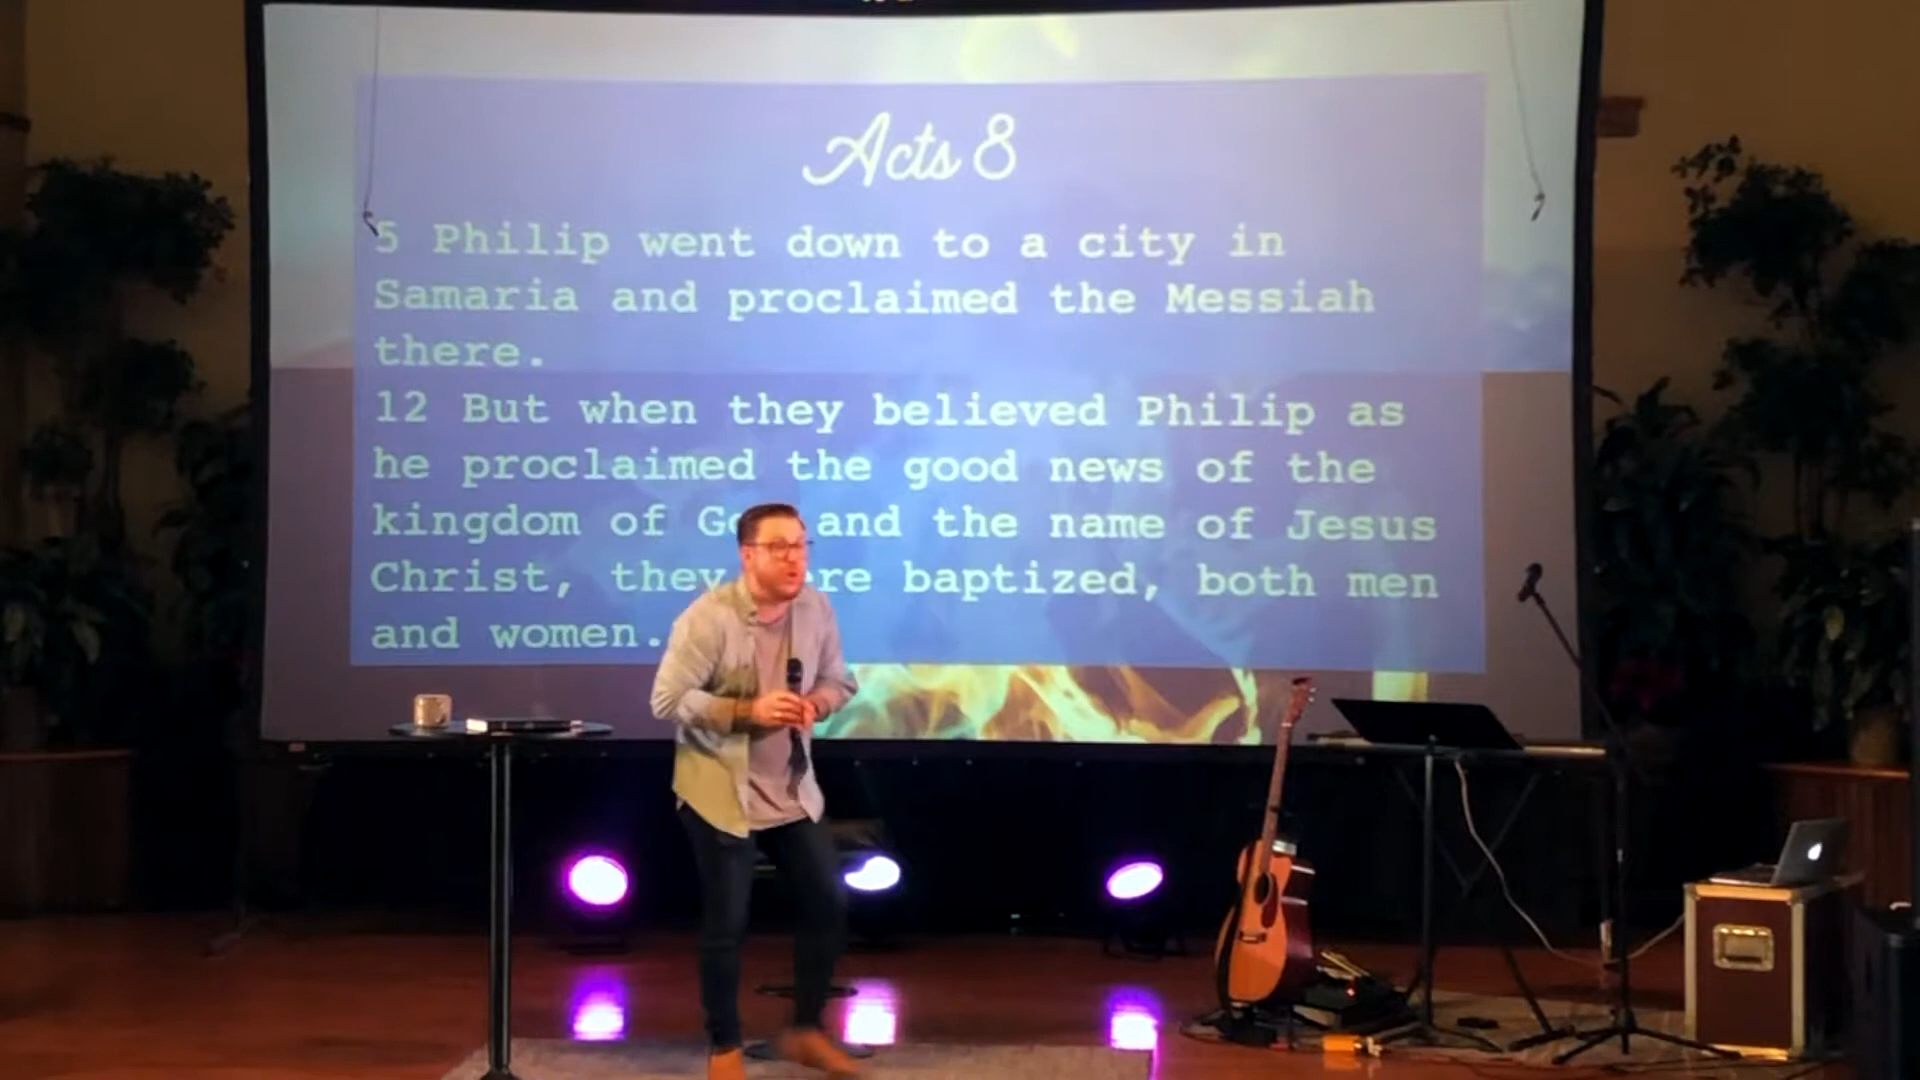 Acts 8
5 Philip went down to a city in
Samaria and proclaimed the Messiah
there.
12 But when they believed Philip as
he proclaimed the good news of the
kingdom of and the name of Jesus
Christ, they baptized, both men
and women.